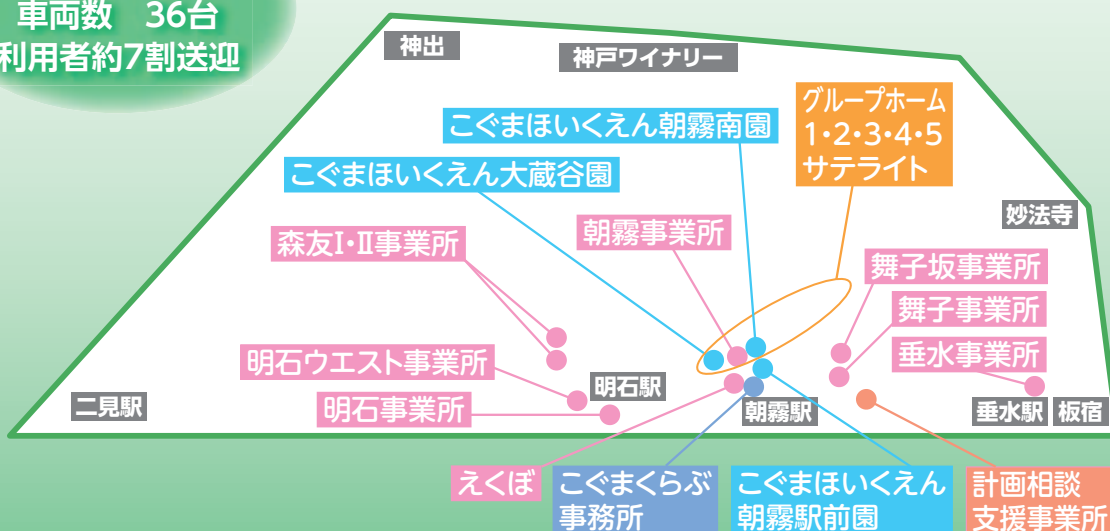 車両数 36台
利用者約7割送迎
神出
神戸ワイナリー
グループホーム
1・2・3・4・5
サテライト
こぐまほいくえん朝霧南園
こぐまほいくえん大蔵谷園
妙法寺
朝霧事業所
森友Ⅰ・Ⅱ事業所
舞子坂事業所
舞子事業所
垂水事業所
明石ウエスト事業所
明石駅
二見駅
明石事業所
朝霧駅
垂水駅
板宿
えくぼ
こぐまくらぶ
事務所
こぐまほいくえん
朝霧駅前園
計画相談
支援事業所